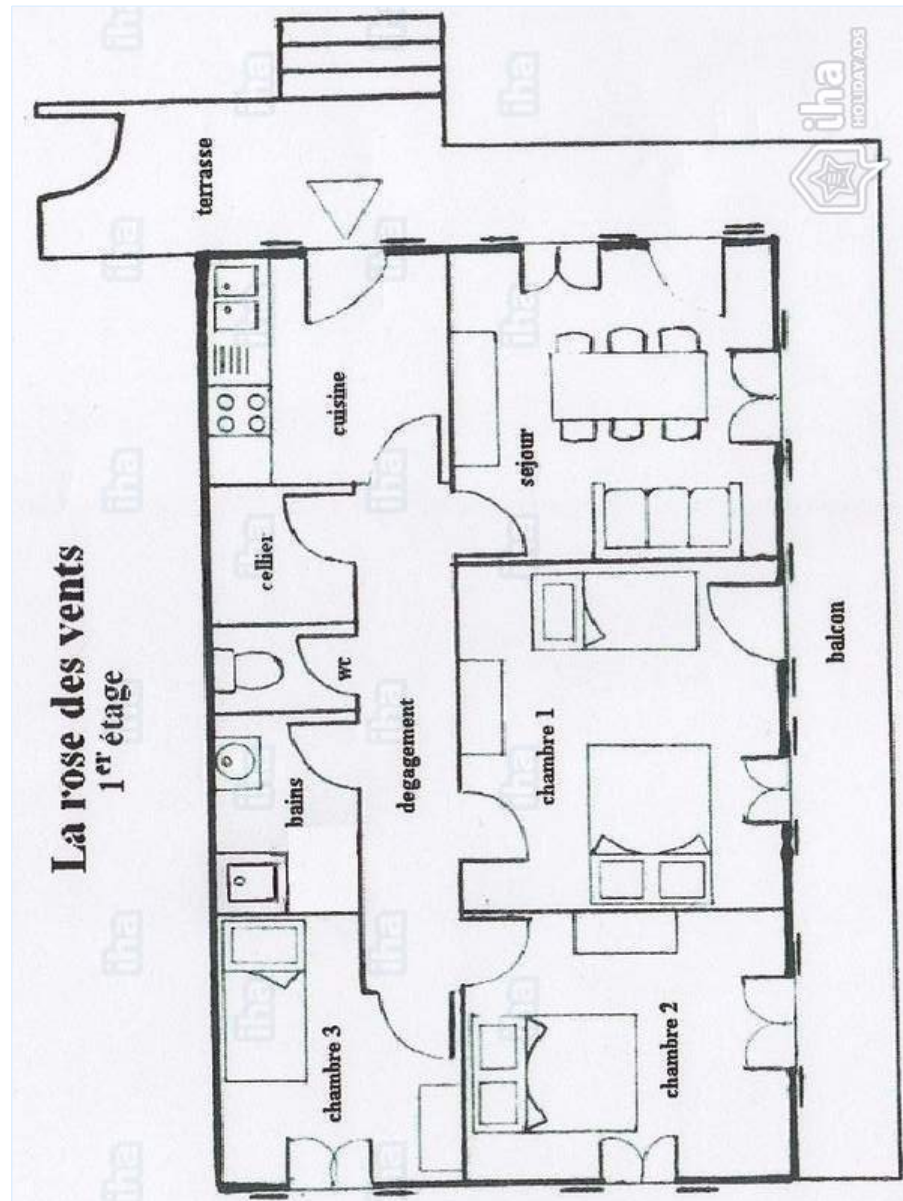 La rose des vents
1er étage
terrasse
cellier
bains
chambre 3
cuisine
wc
degagement
sejour
chambre 1
chambre 2
balcon
iha
HOLIDAY ADS